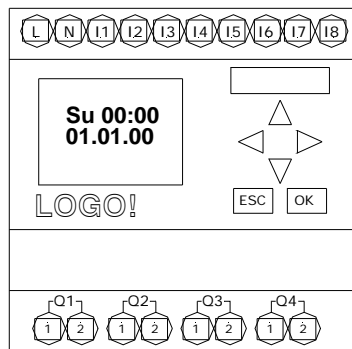 L N I1 I2 I3 I4 I5 I6 I7 I8
Su 00:00
01.01.00
LOGO!
ESC OK
Q1 Q2 Q3 Q4
1 2 1 2 1 2 1 2